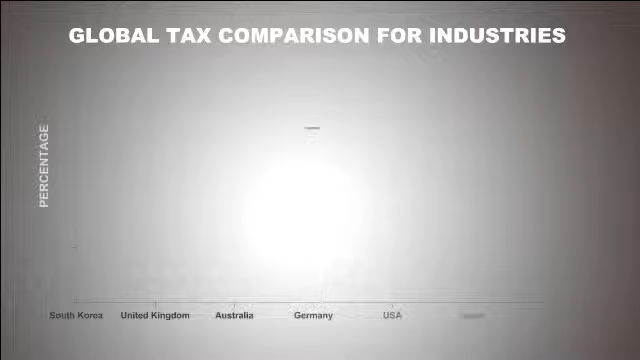 GLOBAL TAX COMPARISON FOR INDUSTRIES
PERCENTAGE
South Korea United Kingdom Australia Germany USA